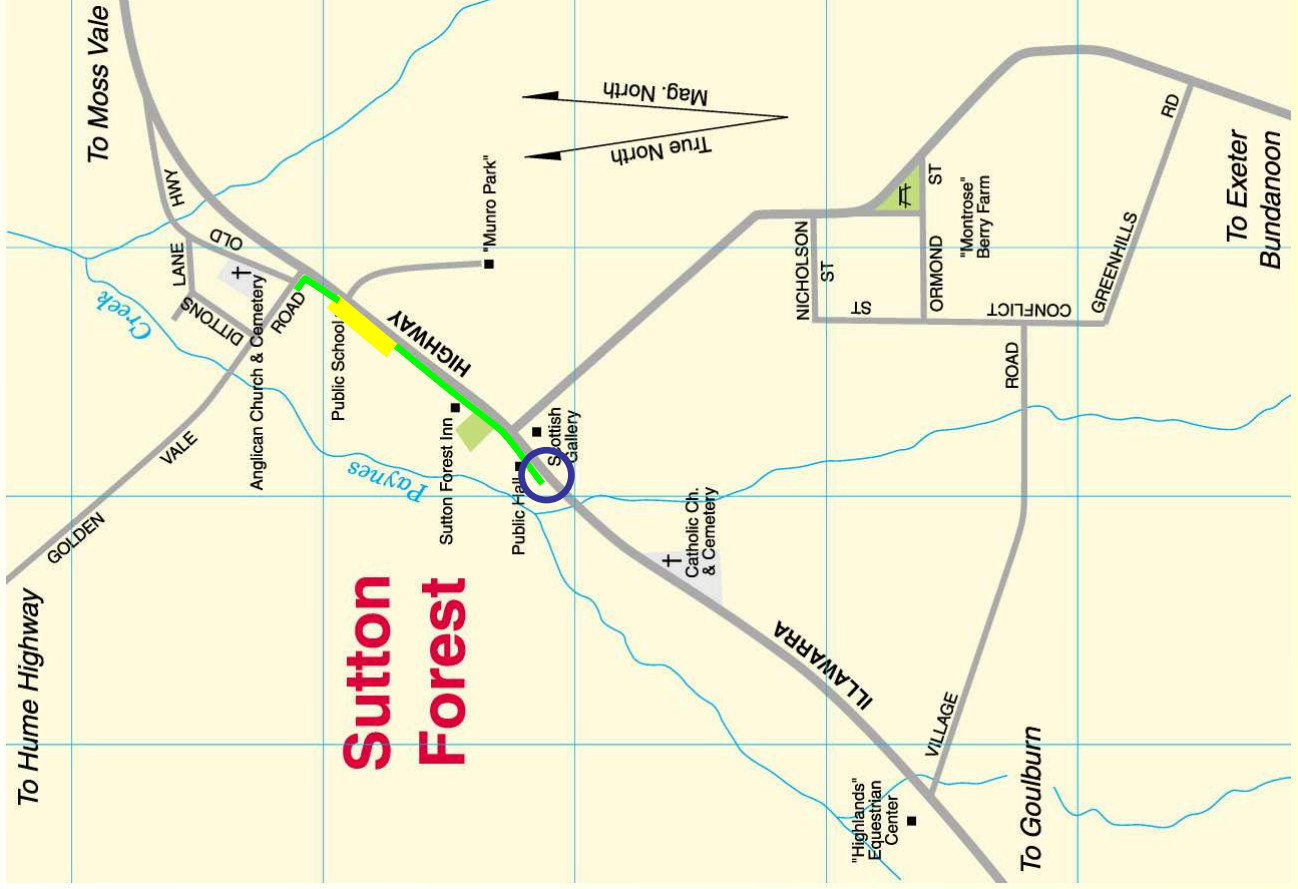 To Moss Vale
HWY
OLD
LANE
DITTONS
ROAD
Creek
Anglican Church & Cemetery
Public School
"Munro Park"
Mag. North
True North
HIGHWAY
VALE
GOLDEN
Paynes
Sutton Forest Inn
Public Hall
Scottish
Gallery
NICHOLSON
ST
ST
ORMOND
ST
"Montrose"
Berry Farm
CONFLICT
GREENHILLS
RD
ROAD
To Exeter
Bundanoon
To Hume Highway
Sutton
Forest
Catholic Ch.
& Cemetery
ILLAWARRA
VILLAGE
"Highlands"
Equestrian
Center
To Goulburn